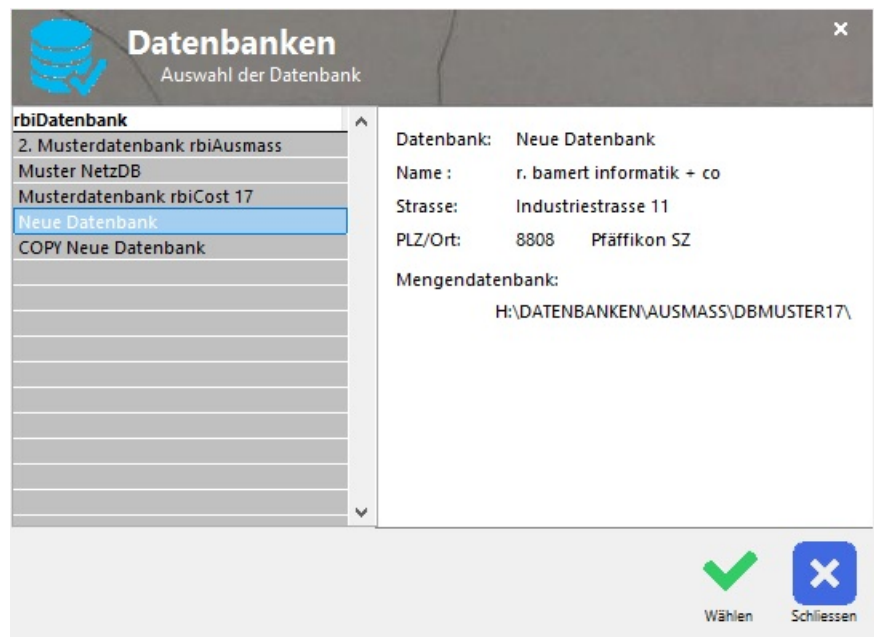 Datenbanken
Auswahl der Datenbank
rbiDatenbank
2. Musterdatenbank rbiAusmass
Muster NetzDB
Musterdatenbank rbiCost 17
Neue Datenbank
COPY Neue Datenbank
Datenbank: Neue Datenbank
Name : r. bamert informatik + co
Strasse: Industriestrasse 11
PLZ/Ort: 8808 Pfäffikon SZ
Mengendatenbank:
H:\DATENBANKEN\AUSMASS\DBMUSTER17\
Wählen Schliessen